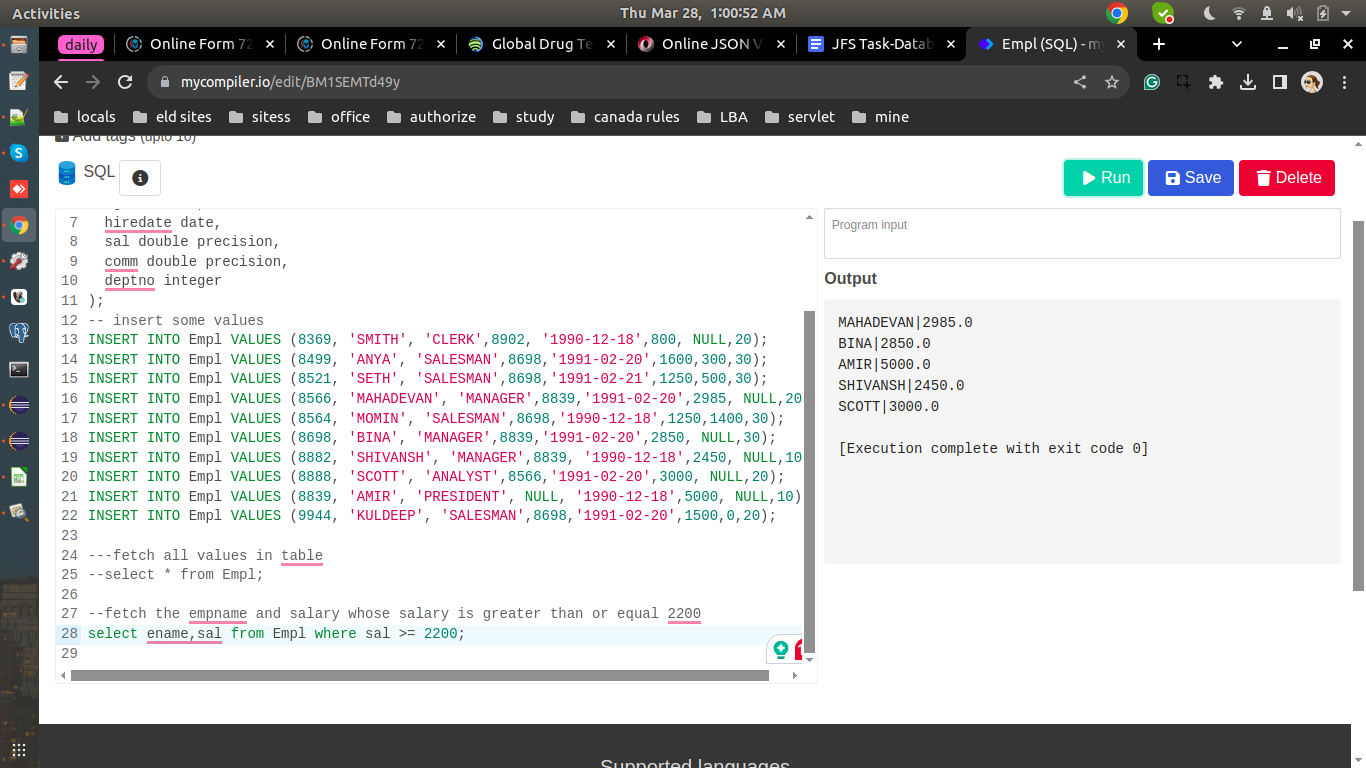 Activities
Thu Mar 28, 1:00:52 AM
daily
Online Form 72
Online Form 72
Global Drug Te
Online JSON V
JFS Task-Datab
Empl (SQL) - my
mycompiler.io/edit/BM1SEMTd49y
locals
eld sites
sitess
office
authorize
study
canada rules
LBA
servlet
mine
Add tags (upto 10)
SQL
Run
Save
Delete
7 hiredate date,
8 sal double precision,
9 comm double precision,
10 deptno integer
11 );
12 -- insert some values
13 INSERT INTO Empl VALUES (8369, 'SMITH', 'CLERK',8902, '1990-12-18',800, NULL,20);
14 INSERT INTO Empl VALUES (8499, 'ANYA', 'SALESMAN',8698,'1991-02-20',1600,300,30);
15 INSERT INTO Empl VALUES (8521, 'SETH', 'SALESMAN',8698,'1991-02-21',1250,500,30);
16 INSERT INTO Empl VALUES (8566, 'MAHADEVAN', 'MANAGER',8839,'1991-02-20',2985, NULL,20
17 INSERT INTO Empl VALUES (8564, 'MOMIN', 'SALESMAN',8698,'1990-12-18',1250,1400,30);
18 INSERT INTO Empl VALUES (8698, 'BINA', 'MANAGER',8839,'1991-02-20',2850, NULL,30);
19 INSERT INTO Empl VALUES (8882, 'SHIVANSH', 'MANAGER',8839, '1990-12-18',2450, NULL,10
20 INSERT INTO Empl VALUES (8888, 'SCOTT', 'ANALYST',8566,'1991-02-20',3000, NULL,20);
21 INSERT INTO Empl VALUES (8839, 'AMIR', 'PRESIDENT', NULL, '1990-12-18',5000, NULL,10)
22 INSERT INTO Empl VALUES (9944, 'KULDEEP', 'SALESMAN',8698,'1991-02-20',1500,0,20);
23
24 ---fetch all values in table
25 --select * from Empl;
26
27 --fetch the empname and salary whose salary is greater than or equal 2200
28 select ename,sal from Empl where sal >= 2200;
29
Program input
Output
MAHADEVAN|2985.0
BINA|2850.0
AMIR|5000.0
SHIVANSH|2450.0
SCOTT|3000.0
[Execution complete with exit code 0]
Supported languages